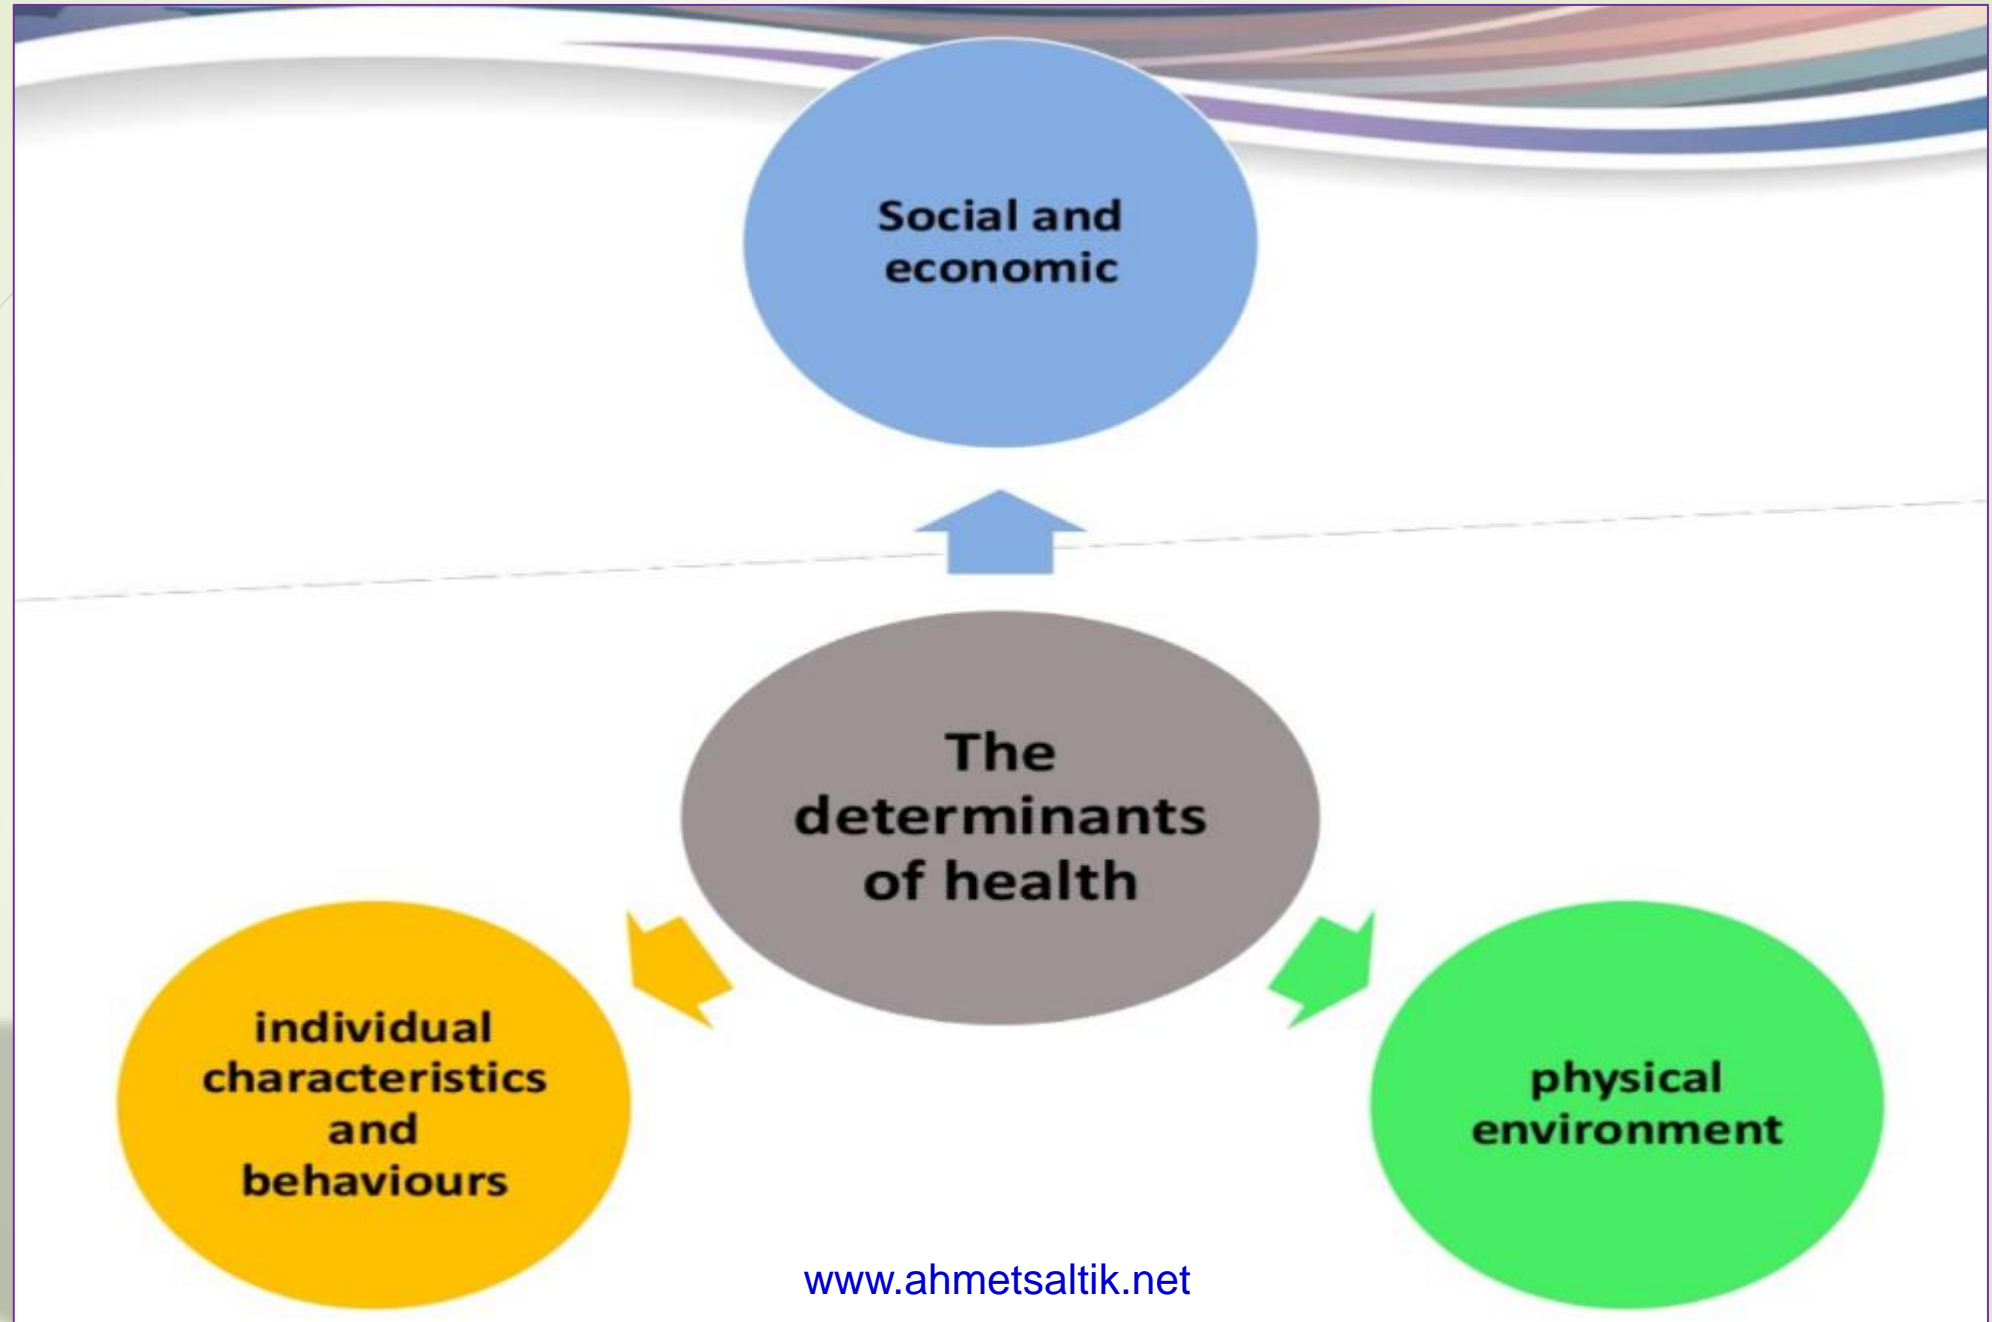 Social and
economic
The
determinants
of health
individual
characteristics
and
behaviours
physical
environment
www.ahmetsaltik.net